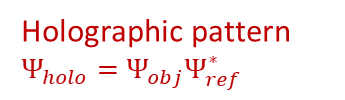 Holographic pattern
Ψ_holo = Ψ_obj Ψ*_ref